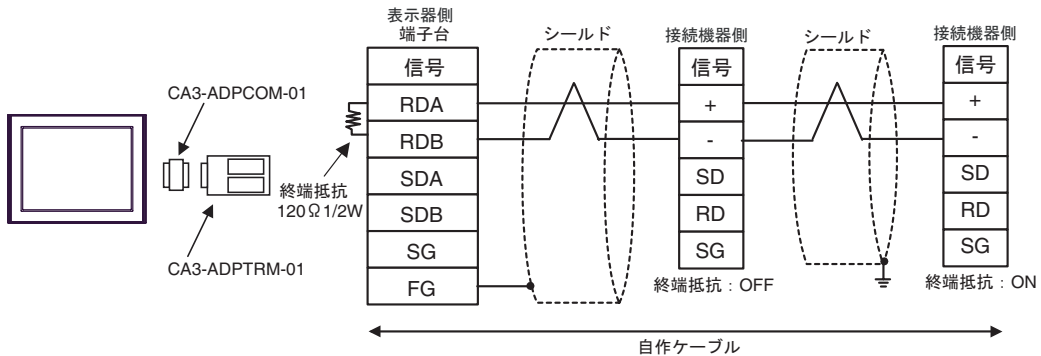 CA3-ADPCOM-01
CA3-ADPTRM-01
終端抵抗
120Ω1/2W
表示器側
端子台
信号
RDA
RDB
SDA
SDB
SG
FG
シールド
接続機器側
信号
+
-
SD
RD
SG
終端抵抗：OFF
シールド
接続機器側
信号
+
-
SD
RD
SG
終端抵抗：ON
自作ケーブル